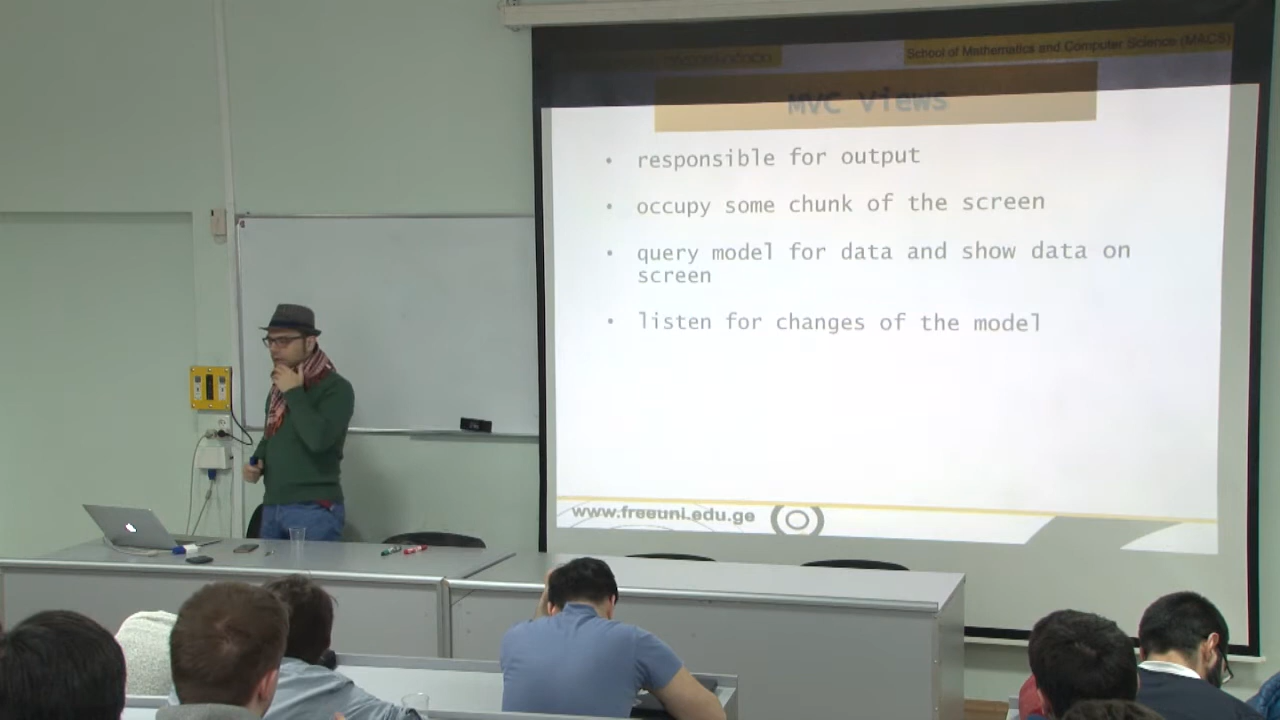 School of Mathematics and Computer Science (MACS)
MVC Views
• responsible for output
• occupy some chunk of the screen
• query model for data and show data on
screen
• listen for changes of the model
www.freeuni.edu.ge